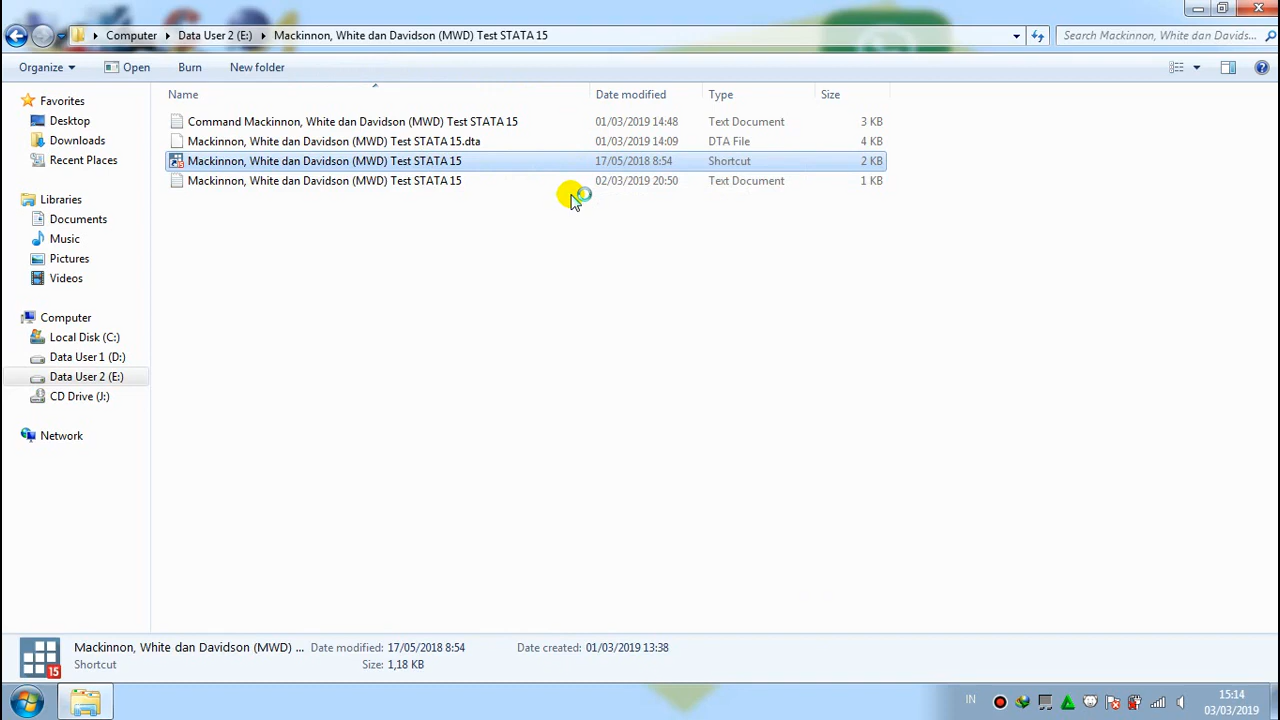 Computer Data User 2 (E:) Mackinnon, White dan Davidson (MWD) Test STATA 15 Search Mackinnon, White dan Davids...
Organize Open Burn New folder
Name Date modified Type Size
Command Mackinnon, White dan Davidson (MWD) Test STATA 15 01/03/2019 14:48 Text Document 3 KB
Mackinnon, White dan Davidson (MWD) Test STATA 15.dta 01/03/2019 14:09 DTA File 4 KB
Mackinnon, White dan Davidson (MWD) Test STATA 15 17/05/2018 8:54 Shortcut 2 KB
Mackinnon, White dan Davidson (MWD) Test STATA 15 02/03/2019 20:50 Text Document 1 KB
Favorites
Desktop
Downloads
Recent Places
Libraries
Documents
Music
Pictures
Videos
Computer
Local Disk (C:)
Data User 1 (D:)
Data User 2 (E:)
CD Drive (J:)
Network
15
Mackinnon, White dan Davidson (MWD) ... Date modified: 17/05/2018 8:54 Date created: 01/03/2019 13:38
Shortcut Size: 1,18 KB
IN
15:14
03/03/2019